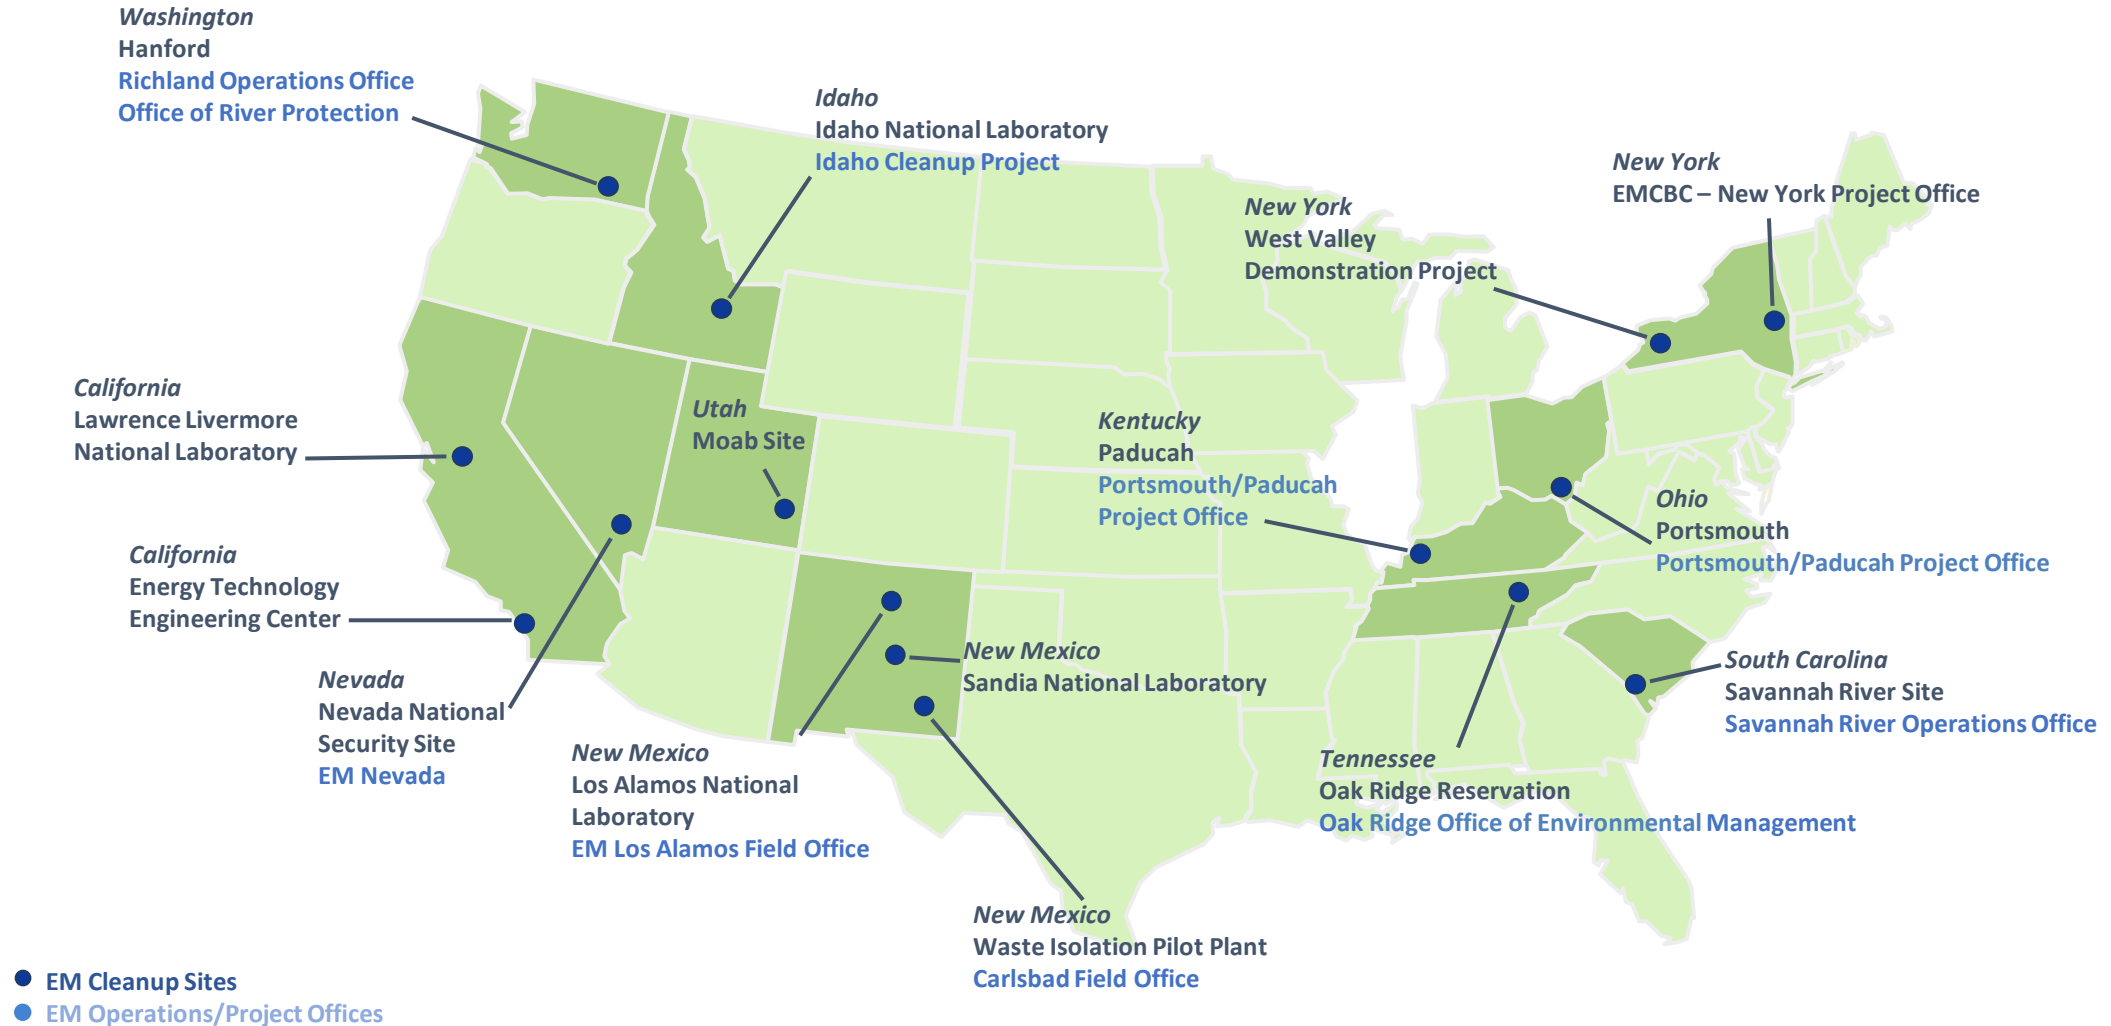 Washington
Hanford
Richland Operations Office
Office of River Protection
Idaho
Idaho National Laboratory
Idaho Cleanup Project
New York
EMCBC – New York Project Office
New York
West Valley
Demonstration Project
California
Lawrence Livermore
National Laboratory
Utah
Moab Site
Kentucky
Paducah
Portsmouth/Paducah
Project Office
Ohio
Portsmouth
Portsmouth/Paducah Project Office
California
Energy Technology
Engineering Center
Nevada
Nevada National
Security Site
EM Nevada
New Mexico
Sandia National Laboratory
South Carolina
Savannah River Site
Savannah River Operations Office
New Mexico
Los Alamos National
Laboratory
EM Los Alamos Field Office
Tennessee
Oak Ridge Reservation
Oak Ridge Office of Environmental Management
New Mexico
Waste Isolation Pilot Plant
Carlsbad Field Office
EM Cleanup Sites
EM Operations/Project Offices